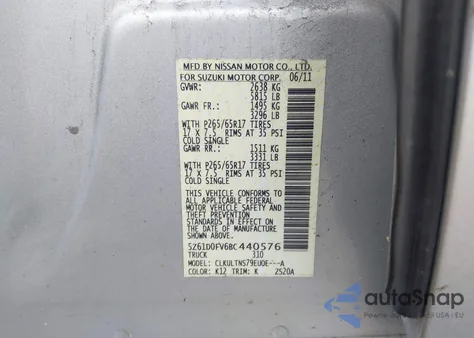 MFD BY NISSAN MOTOR CO., LTD.
FOR SUZUKI MOTOR CORP. 06/11
GVWR: 2638 KG
5815 LB
GAWR FR.: 1495 KG
3296 LB
WITH P265/65R17 TIRES
17 X 7.5 RIMS AT 35 PSI
COLD SINGLE
GAWR RR.: 1511 KG
3331 LB
WITH P265/65R17 TIRES
17 X 7.5 RIMS AT 35 PSI
COLD SINGLE
THIS VEHICLE CONFORMS TO
ALL APPLICABLE FEDERAL
MOTOR VEHICLE SAFETY AND
THEFT PREVENTION
STANDARDS IN EFFECT ON
THE DATE OF MANUFACTURE
SHOWN ABOVE
5Z61D0FV6BC440576
TRUCK 310
MODEL: CLKULTNS79EUOE---A
COLOR: K12 TRIM: K ZS20A
autoSnap